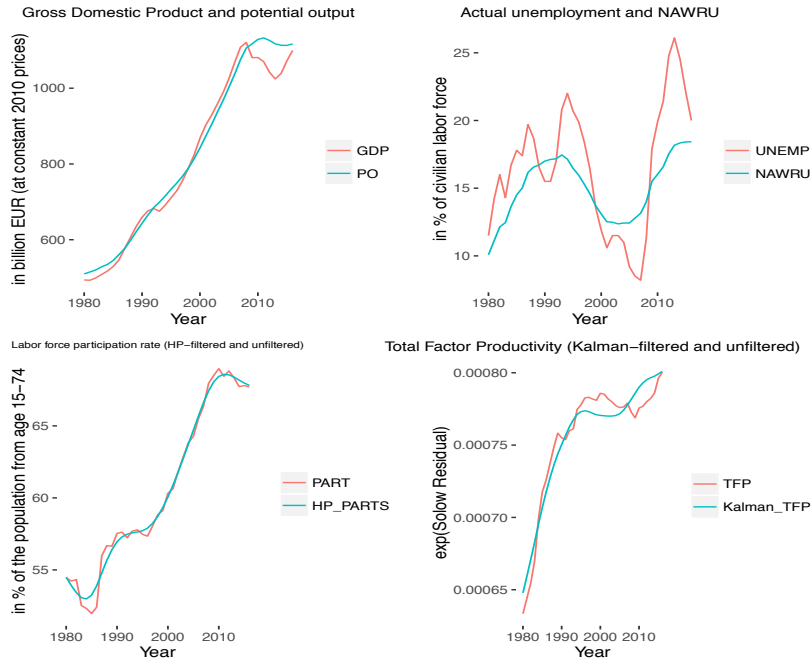 Gross Domestic Product and potential output
in billion EUR (at constant 2010 prices)
1000
800
600
1980 1990 2000 2010
Year
GDP
PO
Actual unemployment and NAWRU
in % of civilian labor force
25
20
15
10
1980 1990 2000 2010
Year
UNEMP
NAWRU
Labor force participation rate (HP−filtered and unfiltered)
in % of the population from age 15−74
65
60
55
1980 1990 2000 2010
Year
PART
HP_PARTS
Total Factor Productivity (Kalman−filtered and unfiltered)
exp(Solow Residual)
0.00080
0.00075
0.00070
0.00065
1980 1990 2000 2010
Year
TFP
Kalman_TFP